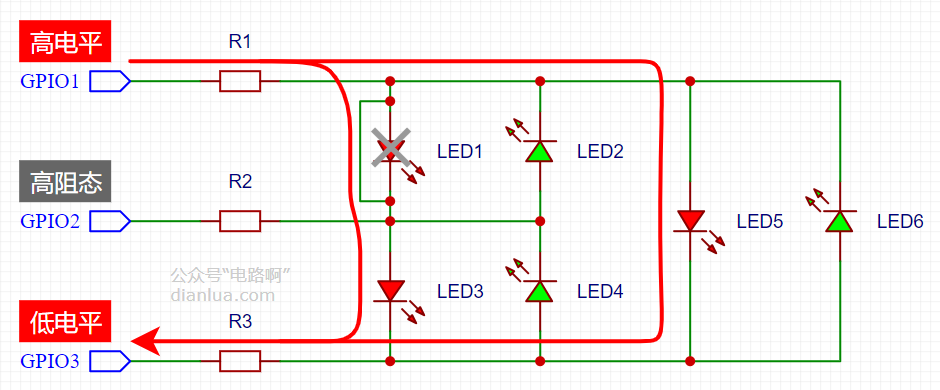 高电平
R1
GPIO1
LED1
LED2
高阻态
R2
GPIO2
LED5
LED6
公众号“电路啊”
dianlua.com
LED3
LED4
低电平
R3
GPIO3